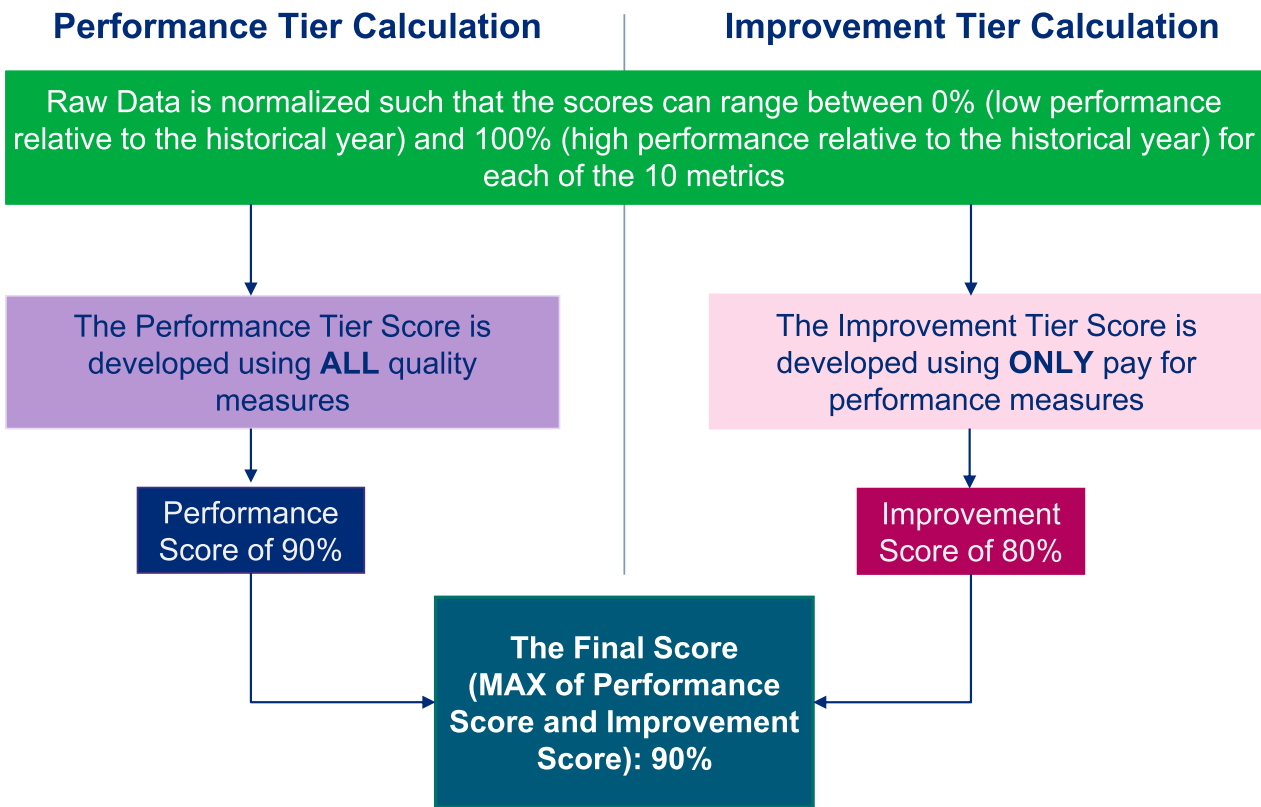 Performance Tier Calculation
Improvement Tier Calculation
Raw Data is normalized such that the scores can range between 0% (low performance
relative to the historical year) and 100% (high performance relative to the historical year) for
each of the 10 metrics
The Performance Tier Score is
developed using ALL quality
measures
The Improvement Tier Score is
developed using ONLY pay for
performance measures
Performance
Score of 90%
Improvement
Score of 80%
The Final Score
(MAX of Performance
Score and Improvement
Score): 90%